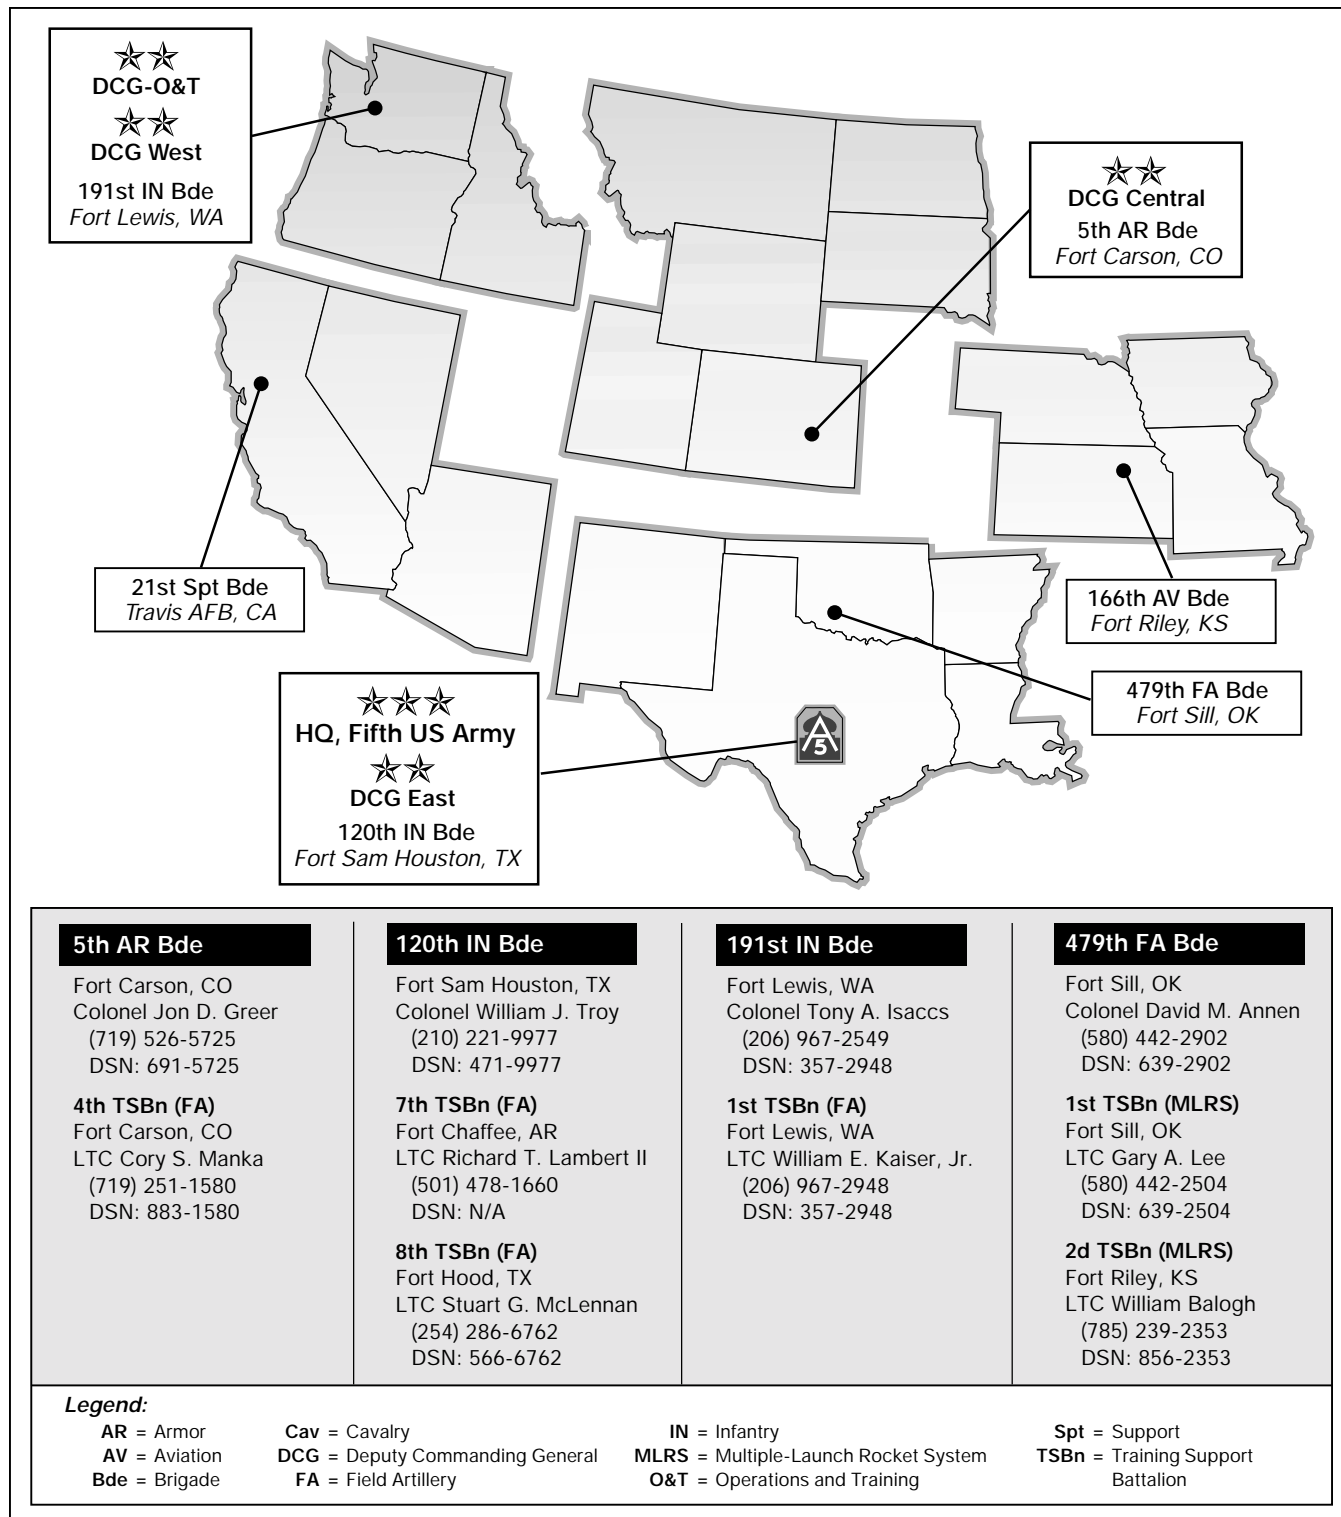 DCG-O&T
DCG West
191st IN Bde
Fort Lewis, WA
DCG Central
5th AR Bde
Fort Carson, CO
21st Spt Bde
Travis AFB, CA
166th AV Bde
Fort Riley, KS
479th FA Bde
Fort Sill, OK
HQ, Fifth US Army
DCG East
120th IN Bde
Fort Sam Houston, TX
A
5
5th AR Bde
Fort Carson, CO
Colonel Jon D. Greer
(719) 526-5725
DSN: 691-5725
4th TSBn (FA)
Fort Carson, CO
LTC Cory S. Manka
(719) 251-1580
DSN: 883-1580
120th IN Bde
Fort Sam Houston, TX
Colonel William J. Troy
(210) 221-9977
DSN: 471-9977
7th TSBn (FA)
Fort Chaffee, AR
LTC Richard T. Lambert II
(501) 478-1660
DSN: N/A
8th TSBn (FA)
Fort Hood, TX
LTC Stuart G. McLennan
(254) 286-6762
DSN: 566-6762
191st IN Bde
Fort Lewis, WA
Colonel Tony A. Isaccs
(206) 967-2549
DSN: 357-2948
1st TSBn (FA)
Fort Lewis, WA
LTC William E. Kaiser, Jr.
(206) 967-2948
DSN: 357-2948
479th FA Bde
Fort Sill, OK
Colonel David M. Annen
(580) 442-2902
DSN: 639-2902
1st TSBn (MLRS)
Fort Sill, OK
LTC Gary A. Lee
(580) 442-2504
DSN: 639-2504
2d TSBn (MLRS)
Fort Riley, KS
LTC William Balogh
(785) 239-2353
DSN: 856-2353
Legend:
AR = Armor
AV = Aviation
Bde = Brigade
Cav = Cavalry
DCG = Deputy Commanding General
FA = Field Artillery
IN = Infantry
MLRS = Multiple-Launch Rocket System
O&T = Operations and Training
Spt = Support
TSBn = Training Support
Battalion